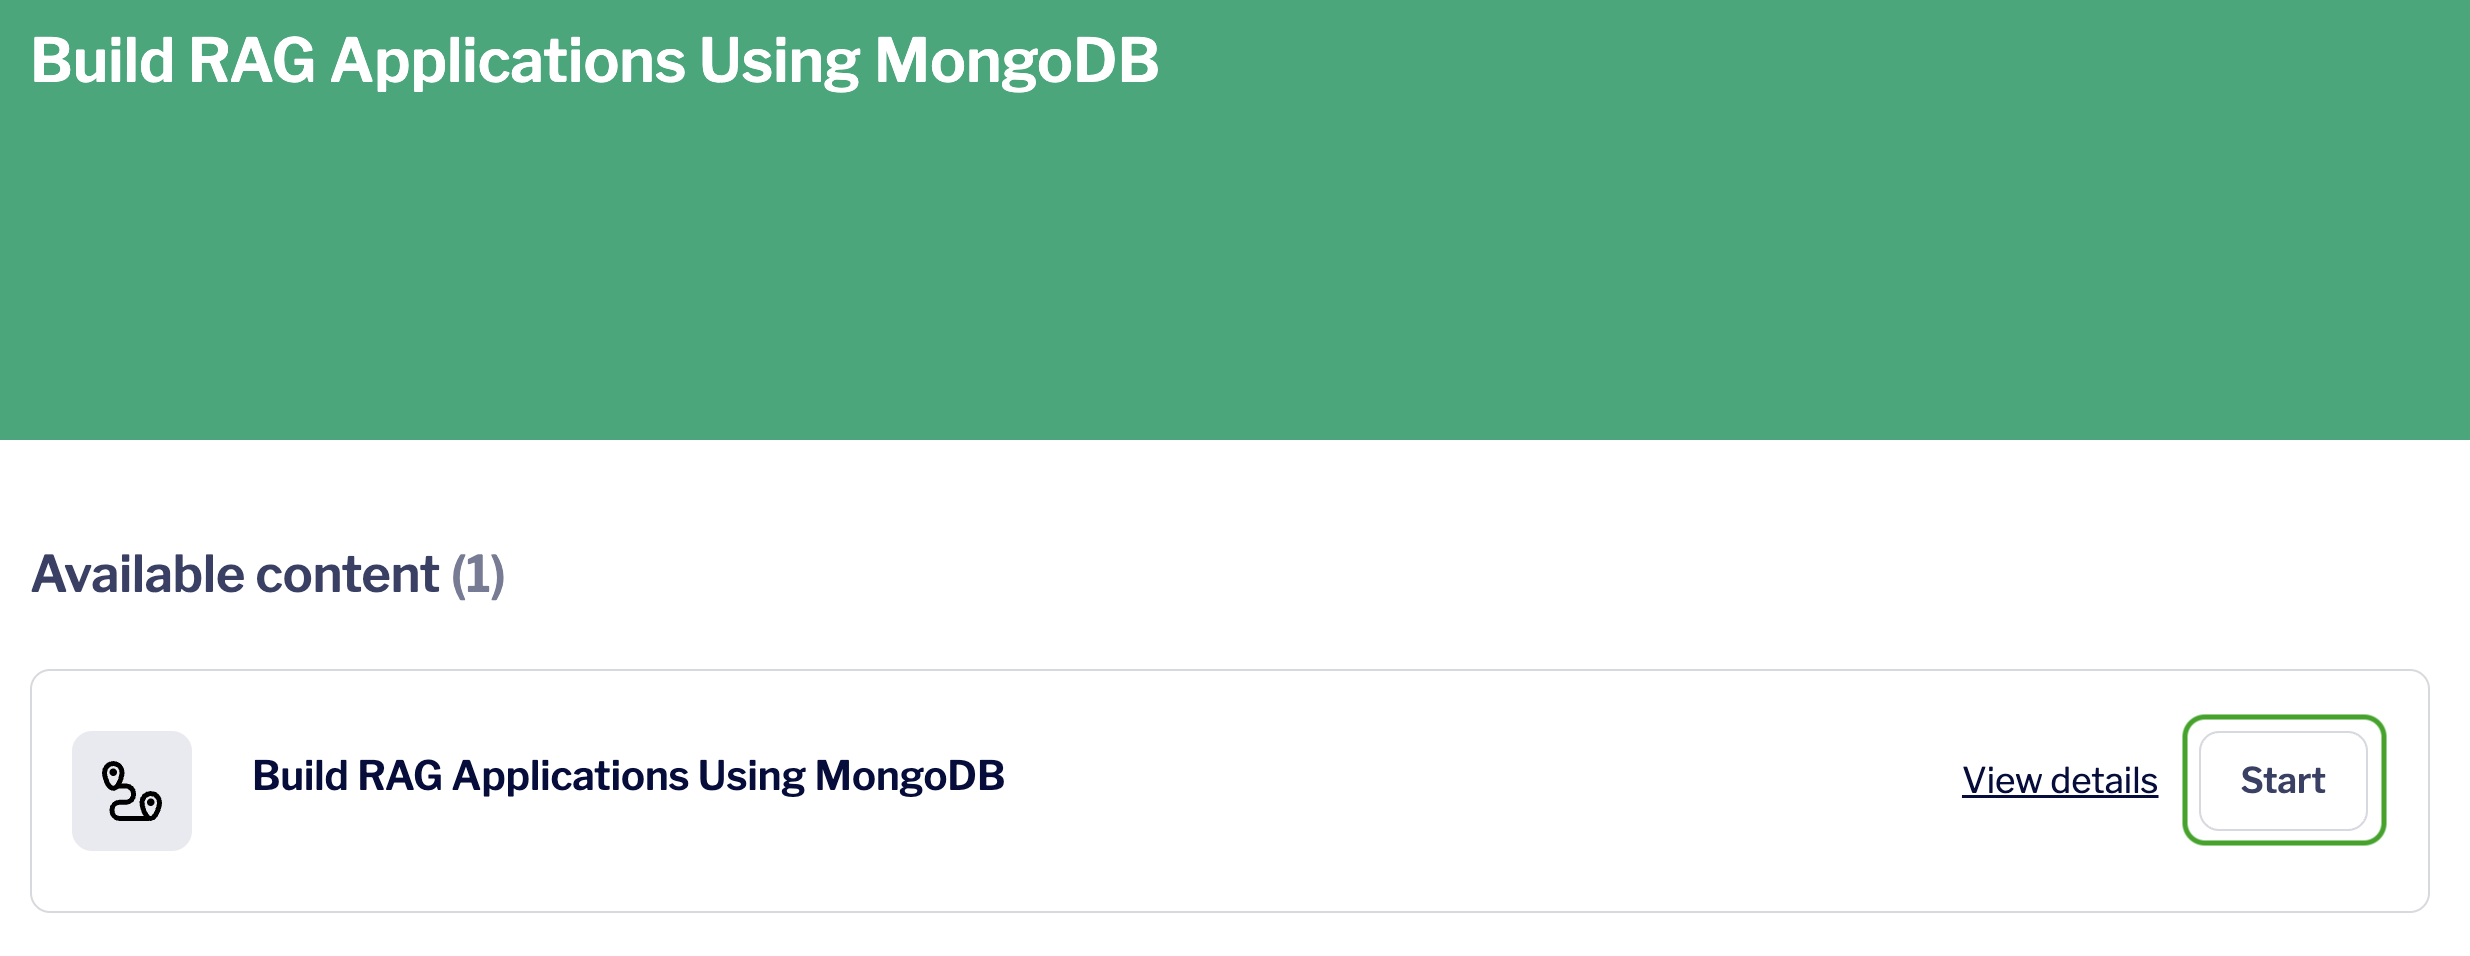 Build RAG Applications Using MongoDB
Available content (1)
Build RAG Applications Using MongoDB
View details
Start